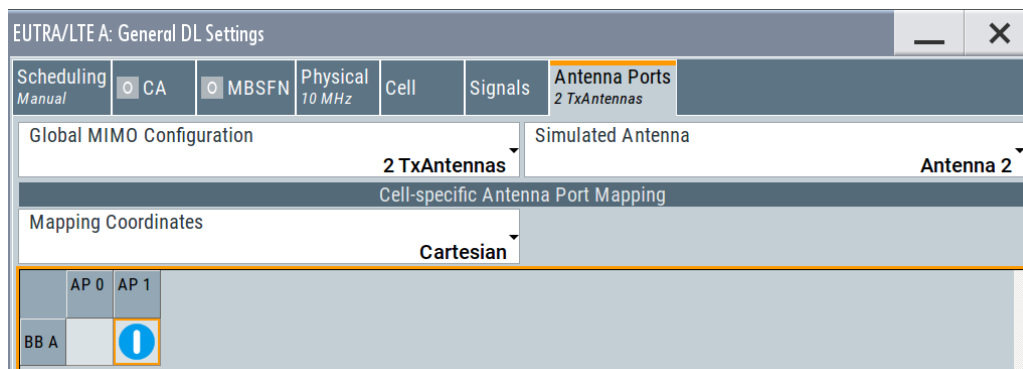 EUTRA/LTE A: General DL Settings
Scheduling
Manual
O CA
O MBSFN
Physical
10 MHz
Cell
Signals
Antenna Ports
2 TxAntennas
Global MIMO Configuration
2 TxAntennas
Simulated Antenna
Antenna 2
Cell-specific Antenna Port Mapping
Mapping Coordinates
Cartesian
AP 0 AP 1
BB A